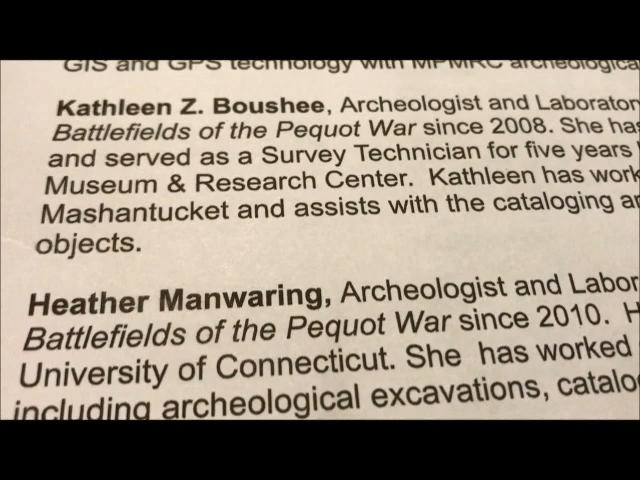 GIS and GPS technology with MPMRC archeological
Kathleen Z. Boushee, Archeologist and Laborator
Battlefields of the Pequot War since 2008. She has
and served as a Survey Technician for five years
Museum & Research Center. Kathleen has work
Mashantucket and assists with the cataloging an
objects.
Heather Manwaring, Archeologist and Labor
Battlefields of the Pequot War since 2010. H
University of Connecticut. She has worked
including archeological excavations, catalo